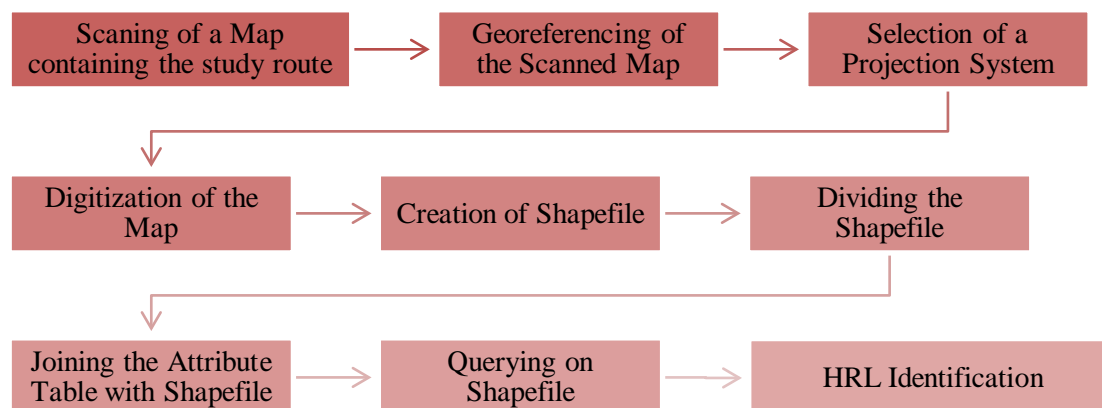 Scaning of a Map
containing the study route
Georeferencing of
the Scanned Map
Selection of a
Projection System
Digitization of the
Map
Creation of Shapefile
Dividing the
Shapefile
Joining the Attribute
Table with Shapefile
Querying on
Shapefile
HRL Identification